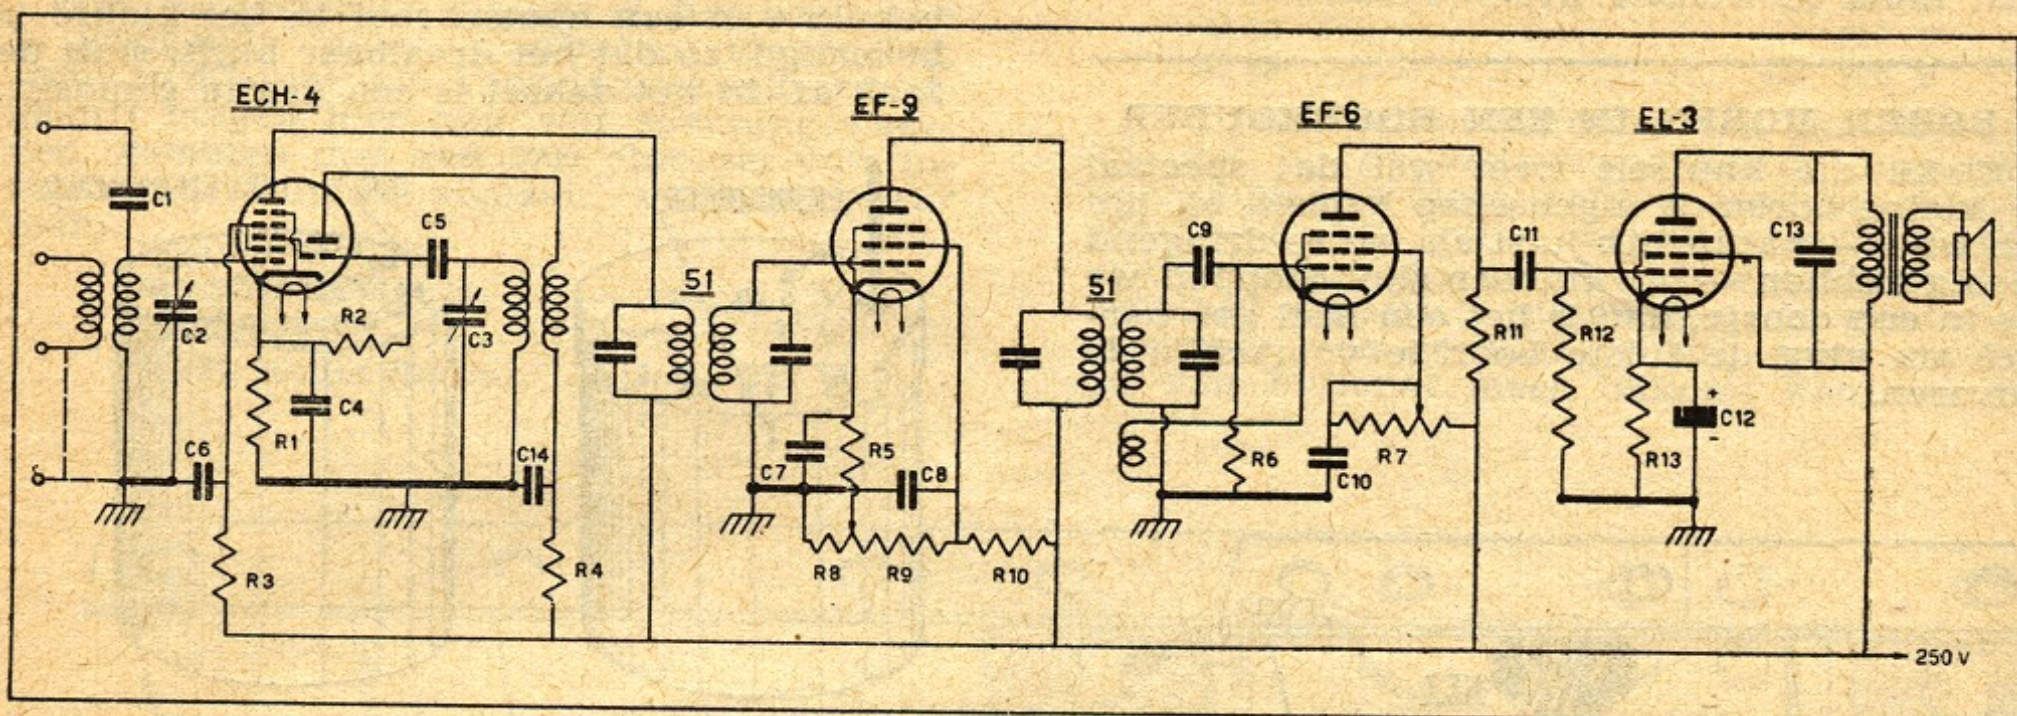 ECH-4
EF-9
EF-6
EL-3
C1
C2
R2
C5
C3
C4
R1
C6
C14
R3
R4
51
C7
R5
C8
R8
R9
R10
51
C9
R6
C10
R7
R11
C11
R12
R13
+
C12
-
C13
250 V